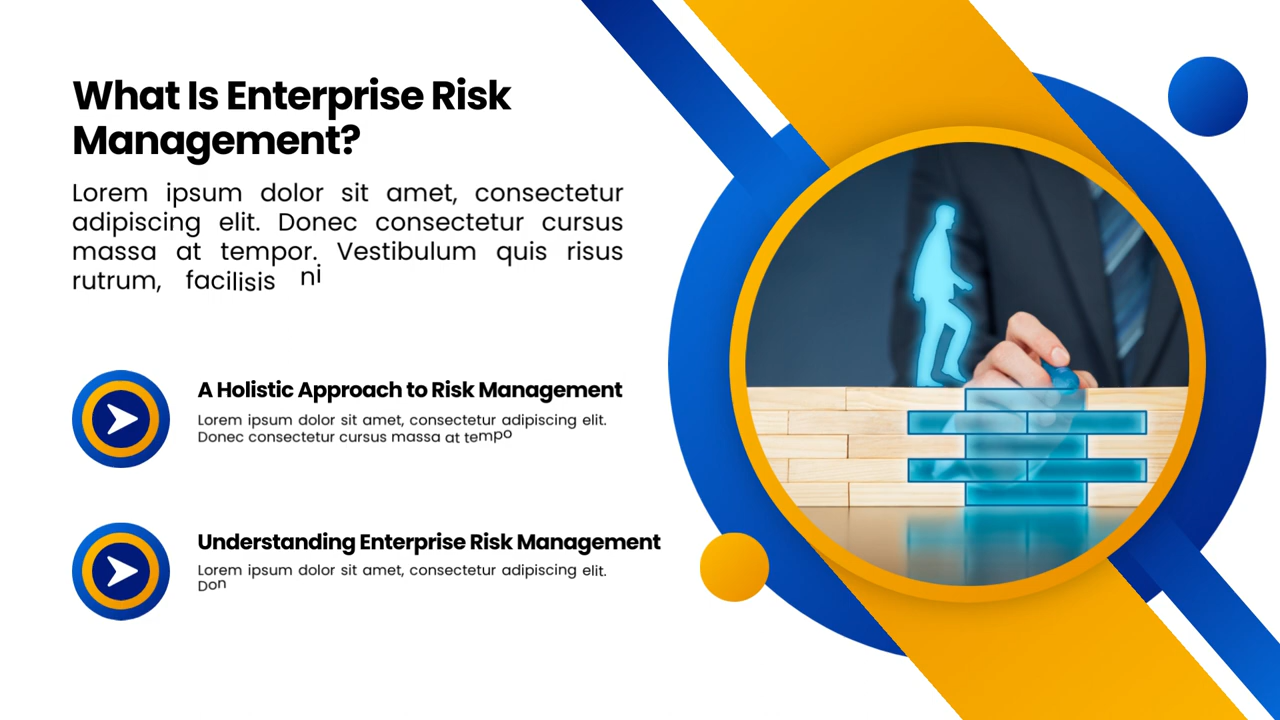 What Is Enterprise Risk
Management?
Lorem ipsum dolor sit amet, consectetur
adipiscing elit. Donec consectetur cursus
massa at tempor. Vestibulum quis risus
rutrum, facilisis ni
A Holistic Approach to Risk Management
Lorem ipsum dolor sit amet, consectetur adipiscing elit.
Donec consectetur cursus massa at tempo
Understanding Enterprise Risk Management
Lorem ipsum dolor sit amet, consectetur adipiscing elit.
Don